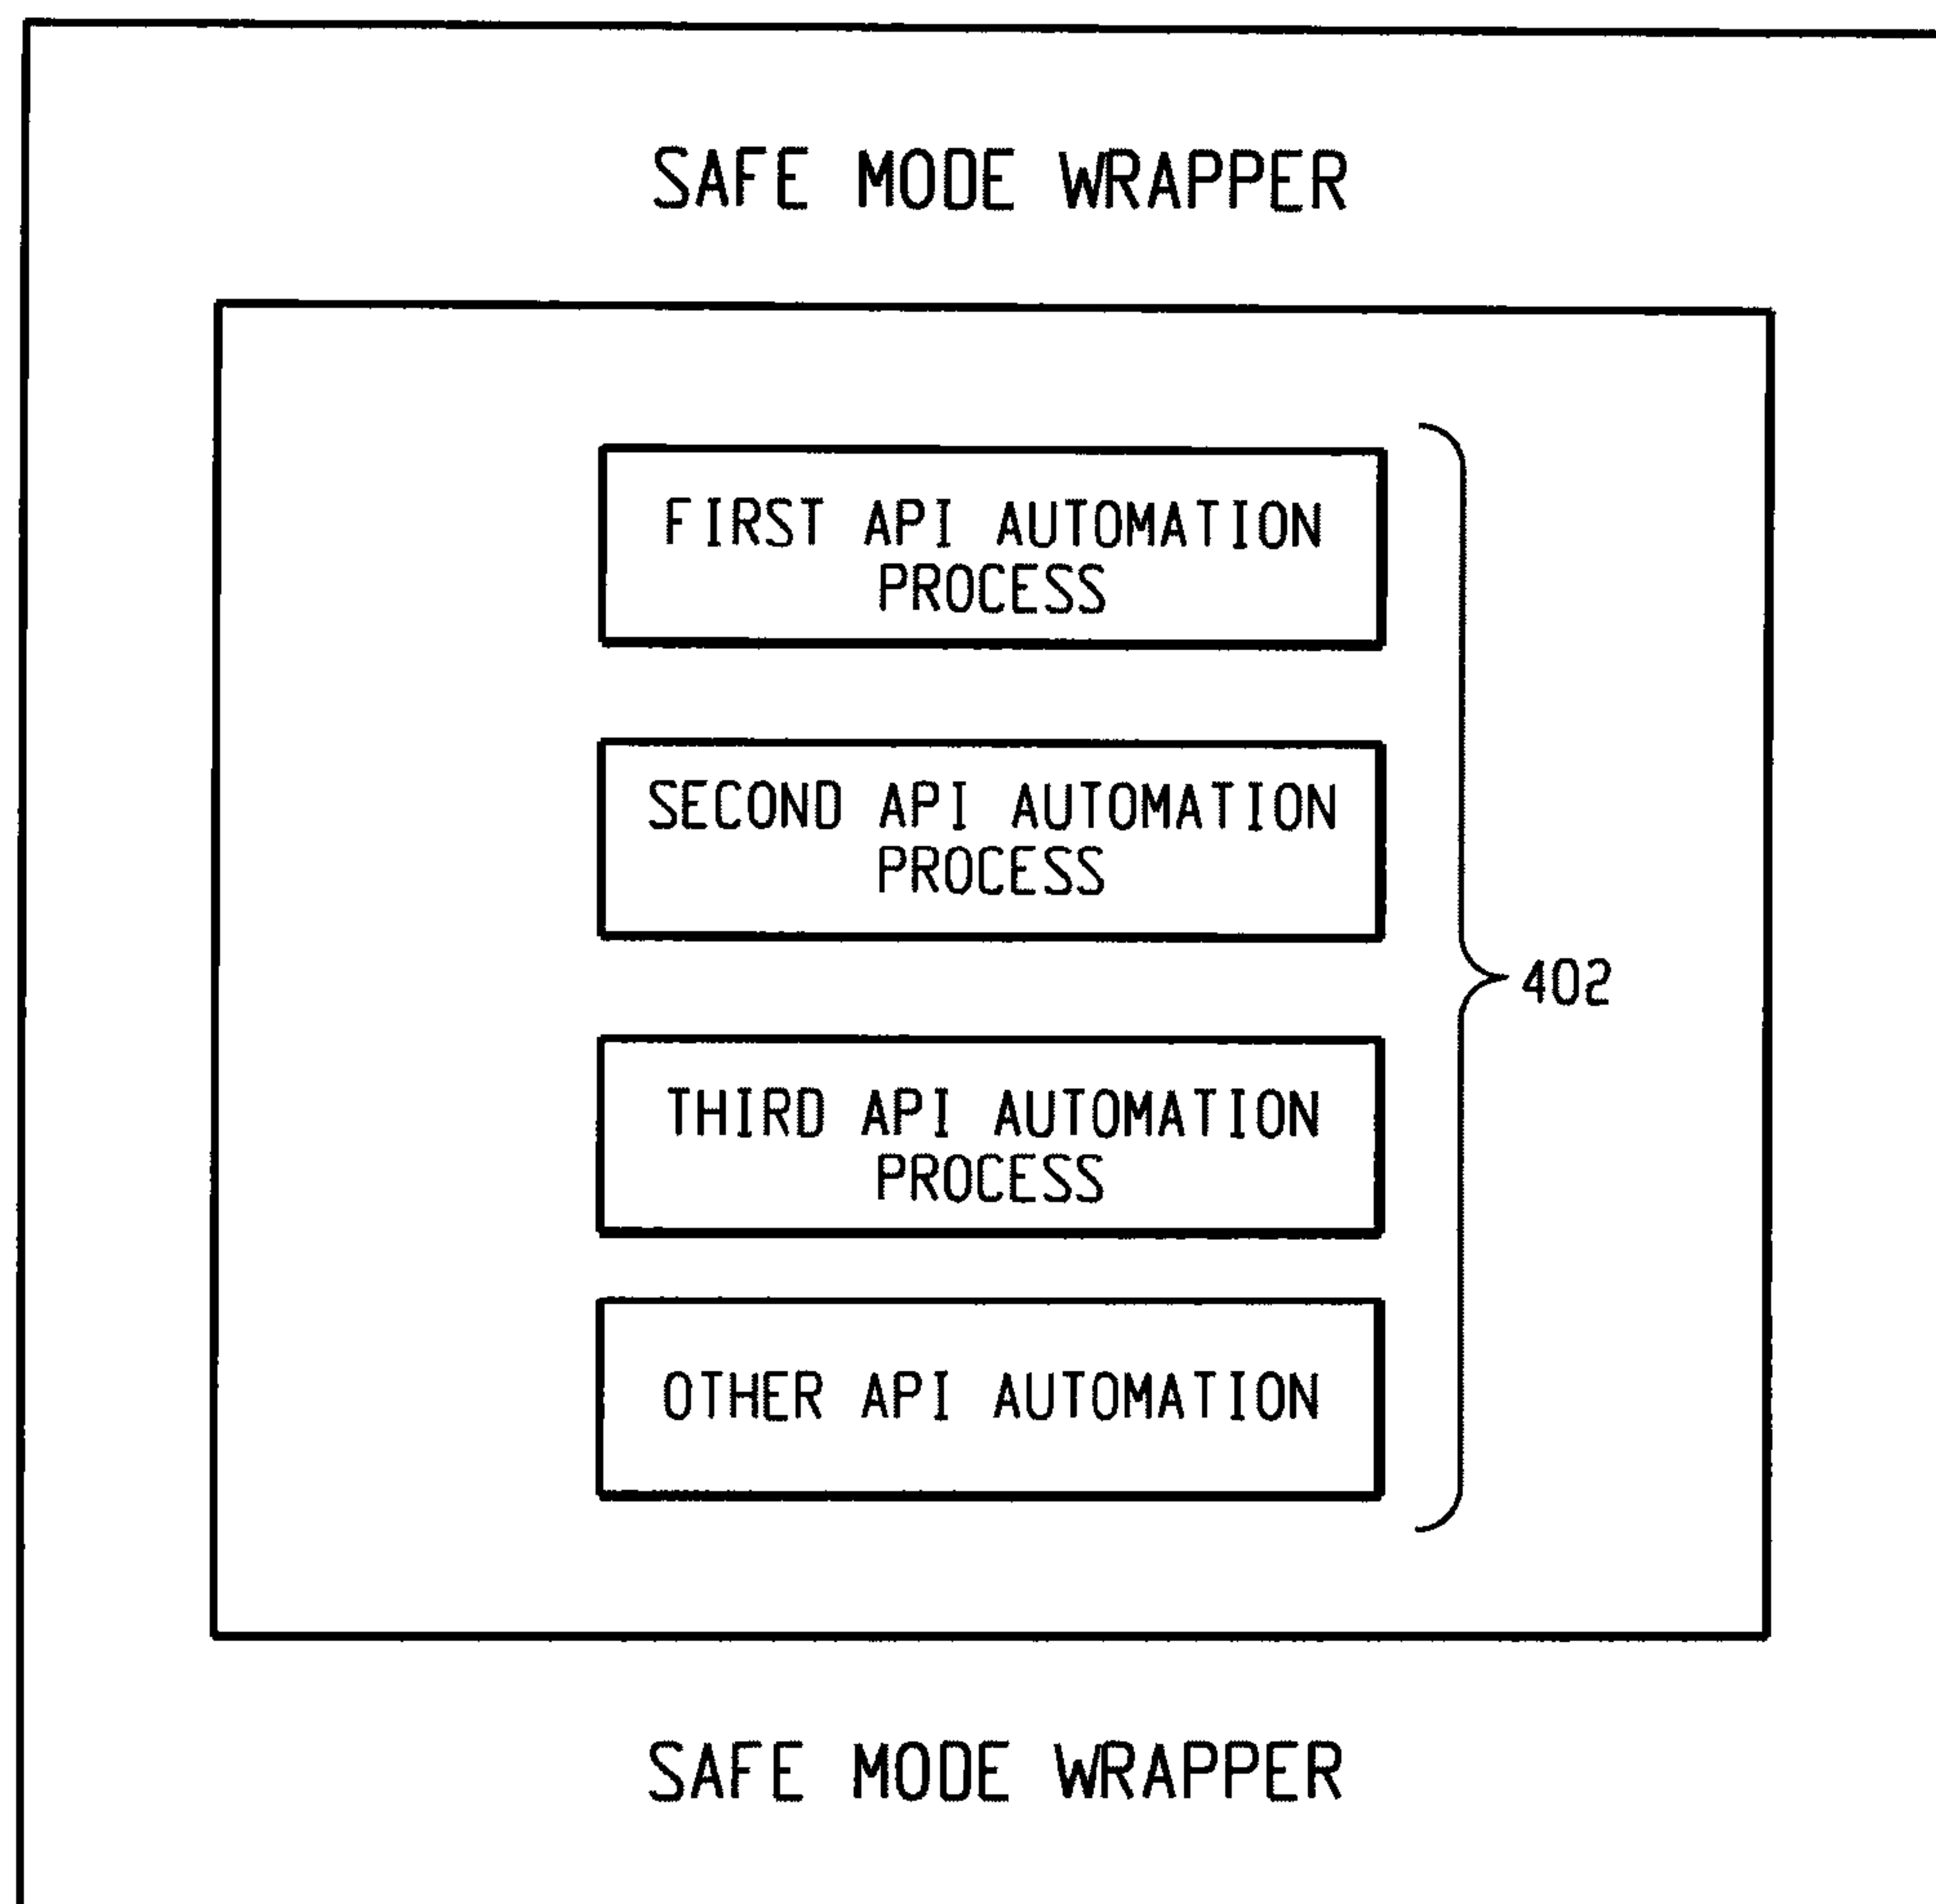 SAFE MODE WRAPPER
FIRST API AUTOMATION
PROCESS
SECOND API AUTOMATION
PROCESS
402
THIRD API AUTOMATION
PROCESS
OTHER API AUTOMATION
SAFE MODE WRAPPER